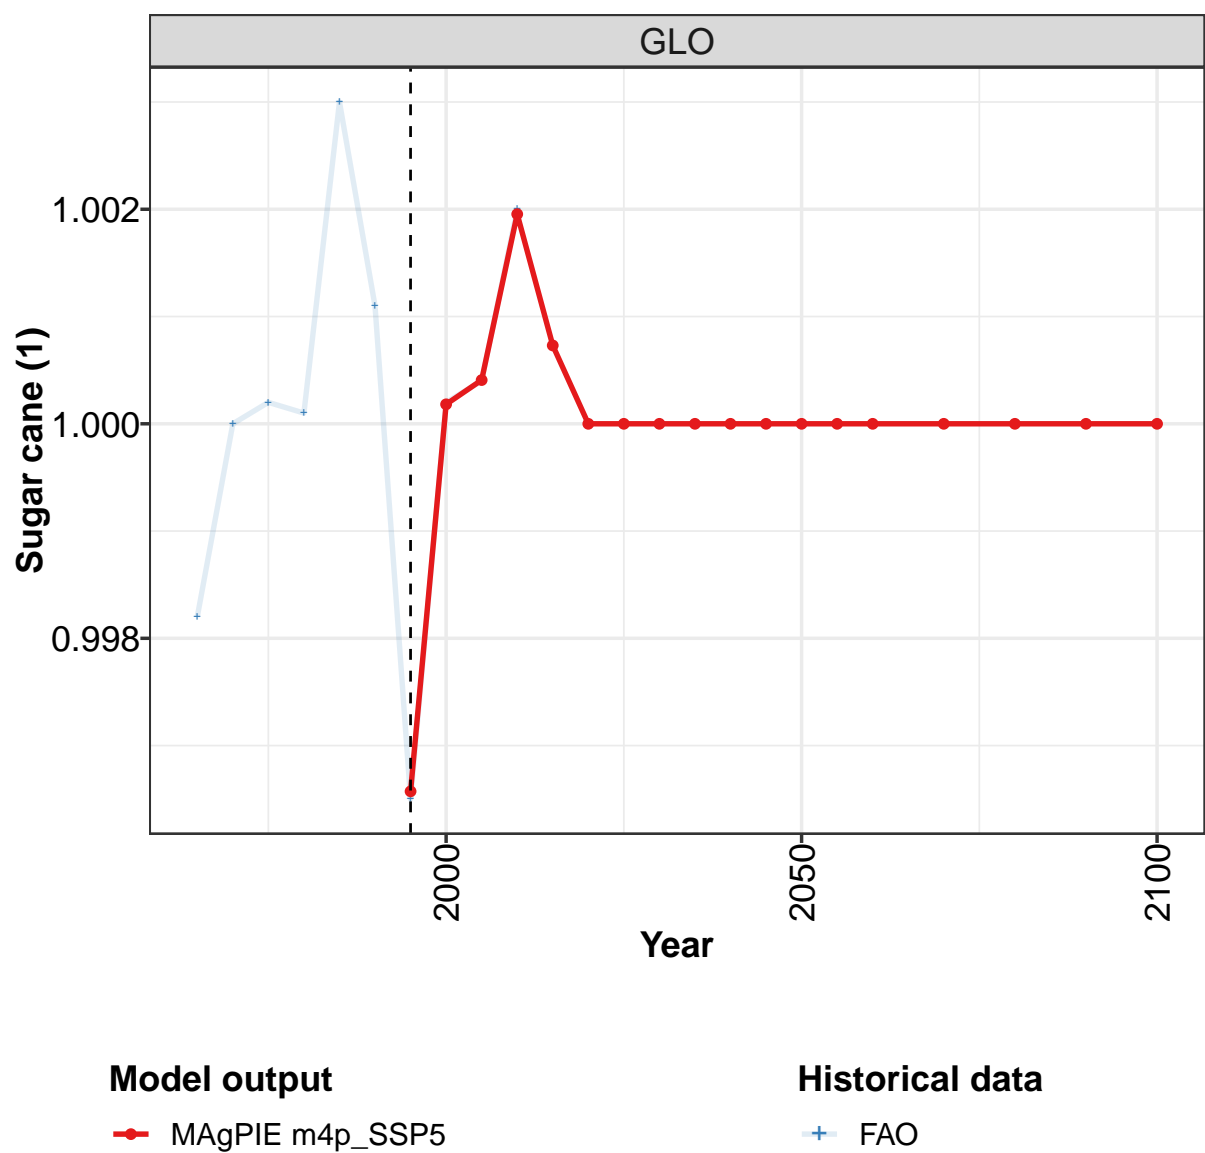 GLO
Sugar cane (1)
1.002
1.000
0.998
2000
2050
2100
Year
Model output
MAgPIE m4p_SSP5
Historical data
FAO